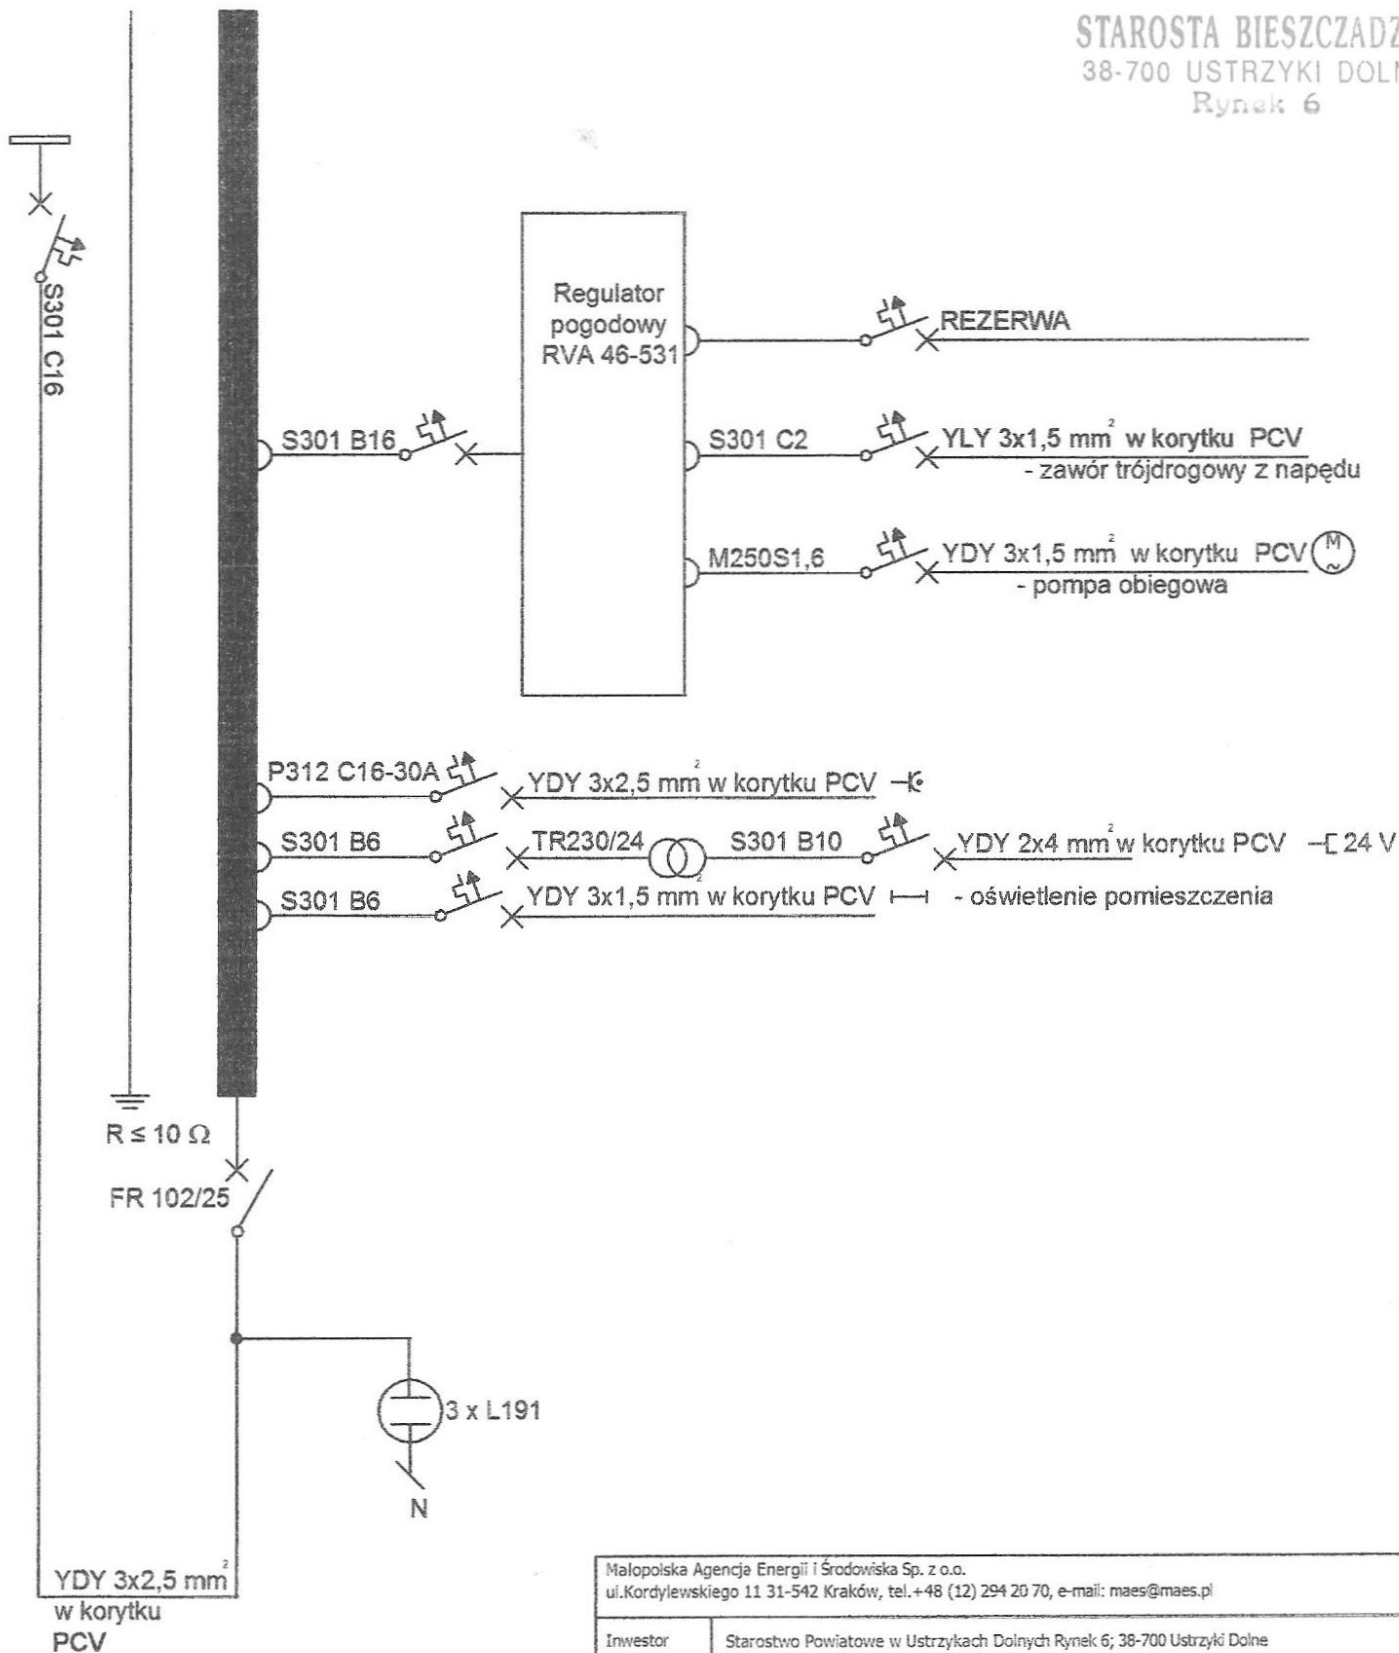 STAROSTA BIESZCZADZ
38-700 USTRZYKI DOLN
Rynek 6
S301 C16
Regulator
pogodowy
RVA 46-531
REZERWA
S301 B16
S301 C2
YLY 3x1,5 mm² w korytku PCV
- zawór trójdrogowy z napędu
M250S1,6
YDY 3x1,5 mm² w korytku PCV
M
~
- pompa obiegowa
P312 C16-30A
YDY 3x2,5 mm² w korytku PCV
S301 B6
TR230/24
S301 B10
YDY 2x4 mm² w korytku PCV
24 V
S301 B6
YDY 3x1,5 mm² w korytku PCV
- oświetlenie pomieszczenia
R ≤ 10 Ω
FR 102/25
3 x L191
N
YDY 3x2,5 mm²
w korytku
PCV
Małopolska Agencja Energii i Środowiska Sp. z o.o.
ul.Kordylewskiego 11 31-542 Kraków, tel.+48 (12) 294 20 70, e-mail: maes@maes.pl
Inwestor
Starostwo Powiatowe w Ustrzykach Dolnych Rynek 6; 38-700 Ustrzyki Dolne